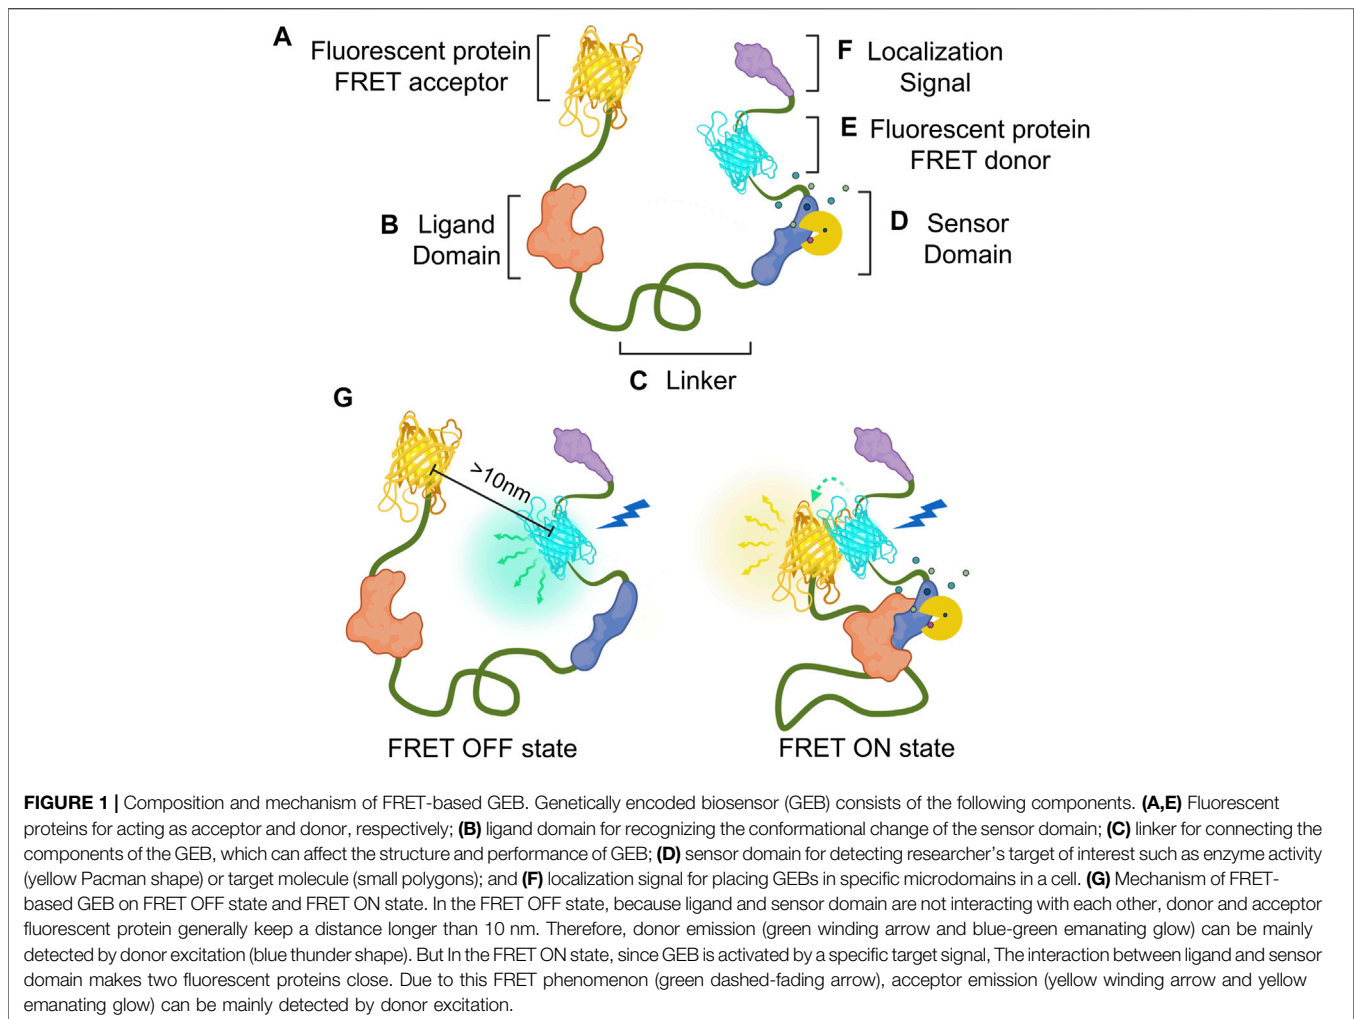 A
Fluorescent protein
FRET acceptor
F Localization
Signal
E Fluorescent protein
FRET donor
B Ligand
Domain
D Sensor
Domain
C Linker
G
>10nm
FRET OFF state
FRET ON state
FIGURE 1 | Composition and mechanism of FRET-based GEB. Genetically encoded biosensor (GEB) consists of the following components. (A,E) Fluorescent
proteins for acting as acceptor and donor, respectively; (B) ligand domain for recognizing the conformational change of the sensor domain; (C) linker for connecting the
components of the GEB, which can affect the structure and performance of GEB; (D) sensor domain for detecting researcher's target of interest such as enzyme activity
(yellow Pacman shape) or target molecule (small polygons); and (F) localization signal for placing GEBs in specific microdomains in a cell. (G) Mechanism of FRET-
based GEB on FRET OFF state and FRET ON state. In the FRET OFF state, because ligand and sensor domain are not interacting with each other, donor and acceptor
fluorescent protein generally keep a distance longer than 10 nm. Therefore, donor emission (green winding arrow and blue-green emanating glow) can be mainly
detected by donor excitation (blue thunder shape). But In the FRET ON state, since GEB is activated by a specific target signal, The interaction between ligand and sensor
domain makes two fluorescent proteins close. Due to this FRET phenomenon (green dashed-fading arrow), acceptor emission (yellow winding arrow and yellow
emanating glow) can be mainly detected by donor excitation.